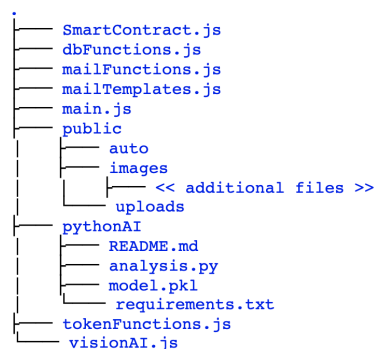 .
SmartContract.js
dbFunctions.js
mailFunctions.js
mailTemplates.js
main.js
public
auto
images
<< additional files >>
uploads
pythonAI
README.md
analysis.py
model.pkl
requirements.txt
tokenFunctions.js
visionAI.js